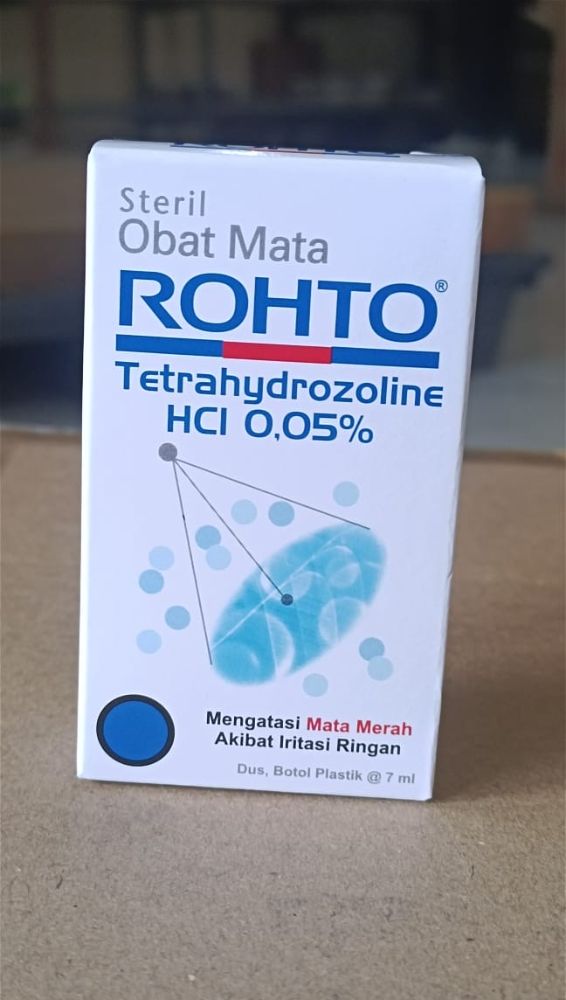 Steril
Obat Mata
ROHTO®
Tetrahydrozoline
HCl 0,05%
Mengatasi Mata Merah
Akibat Iritasi Ringan
Dus, Botol Plastik @ 7 ml